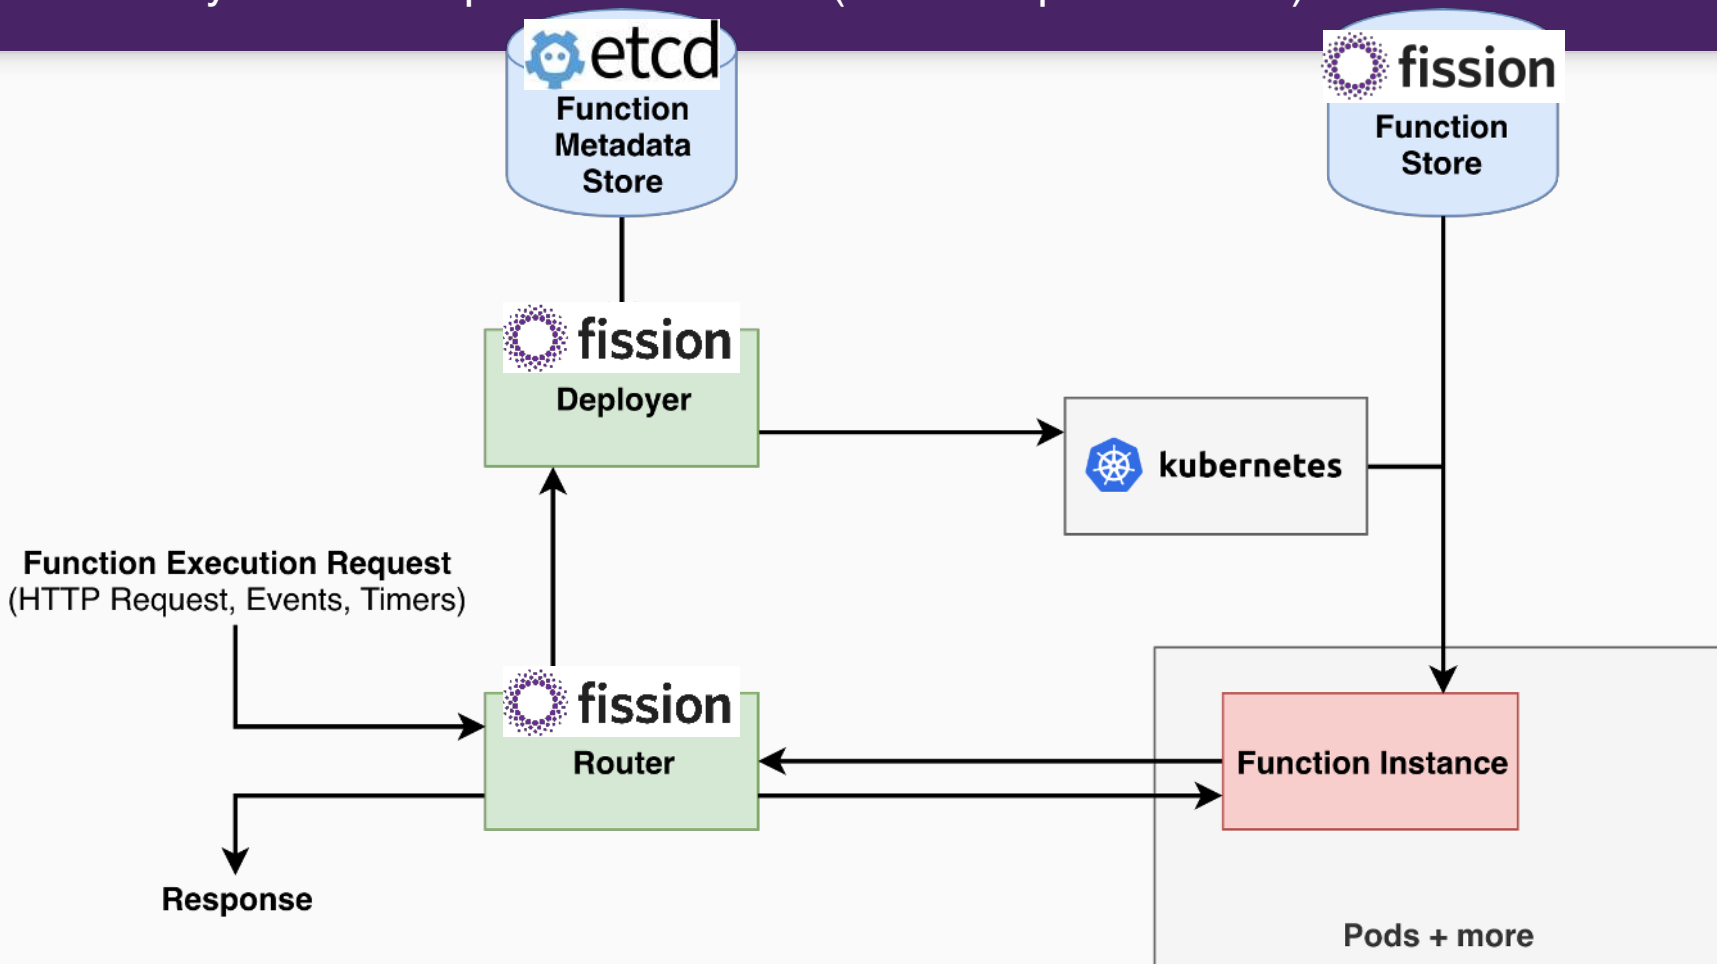 etcd
Function
Metadata
Store
fission
Function
Store
fission
Deployer
kubernetes
Function Execution Request
(HTTP Request, Events, Timers)
fission
Router
Function Instance
Response
Pods + more